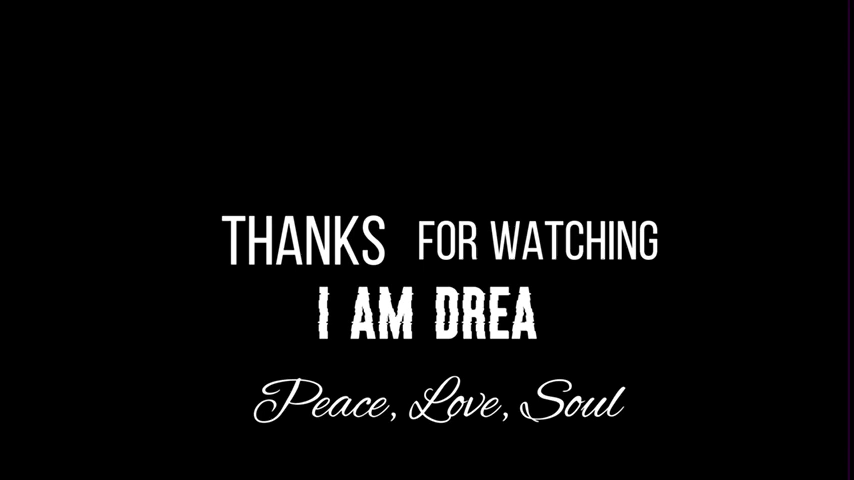 THANKS FOR WATCHING
I AM DREA
Peace, Love, Soul